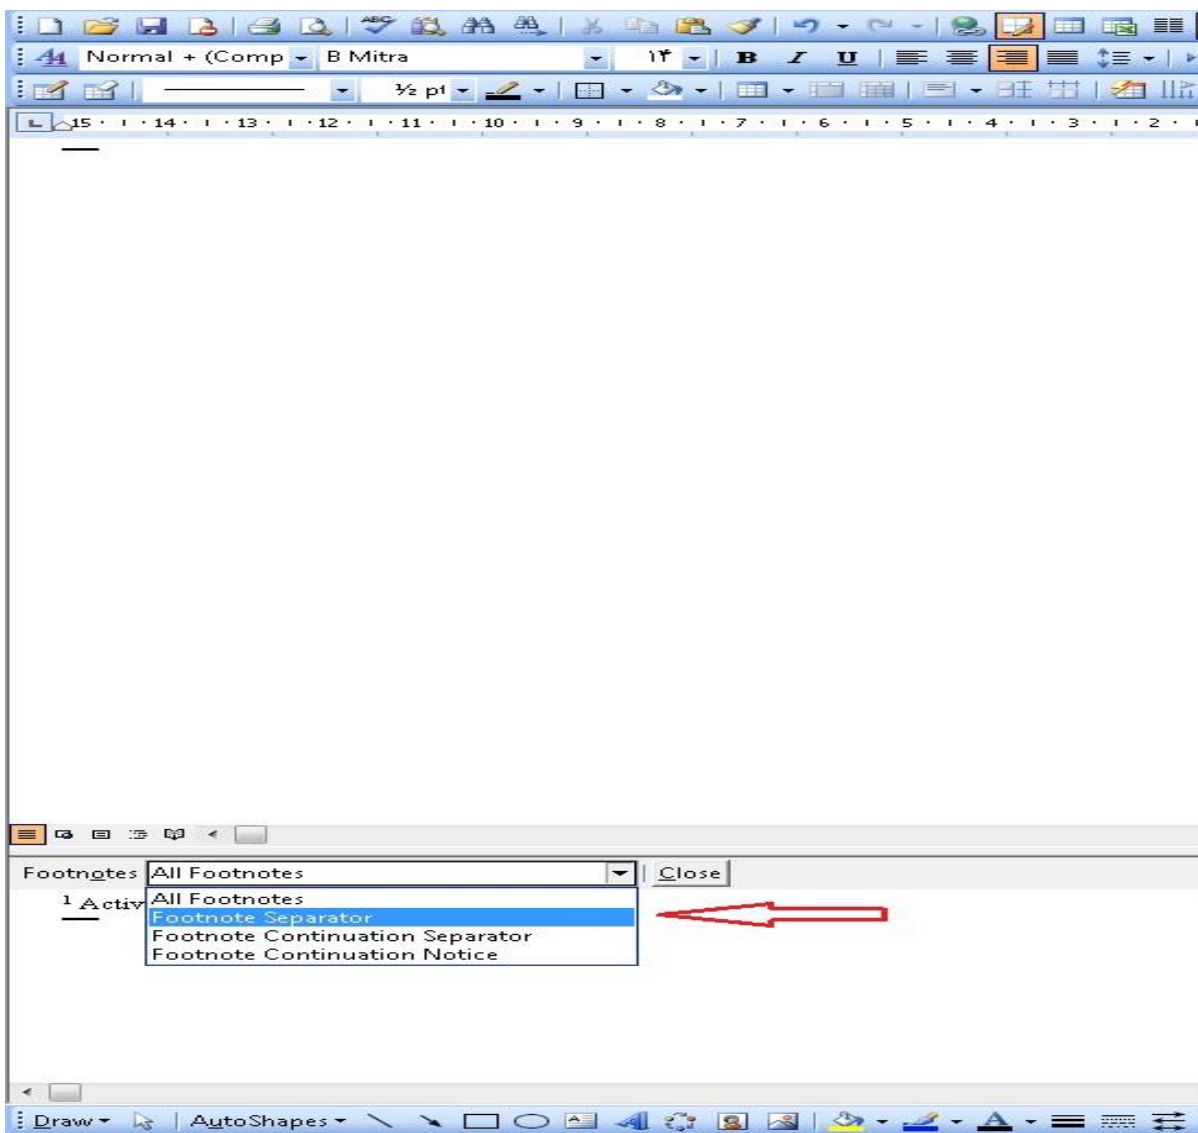 ABC
Normal + (Comp B Mitra ۱۴ B I U
½ pt
15 14 13 12 11 10 9 8 7 6 5 4 3 2
Footnotes All Footnotes Close
1 Activ
All Footnotes
Footnote Separator
Footnote Continuation Separator
Footnote Continuation Notice
Draw AutoShapes A